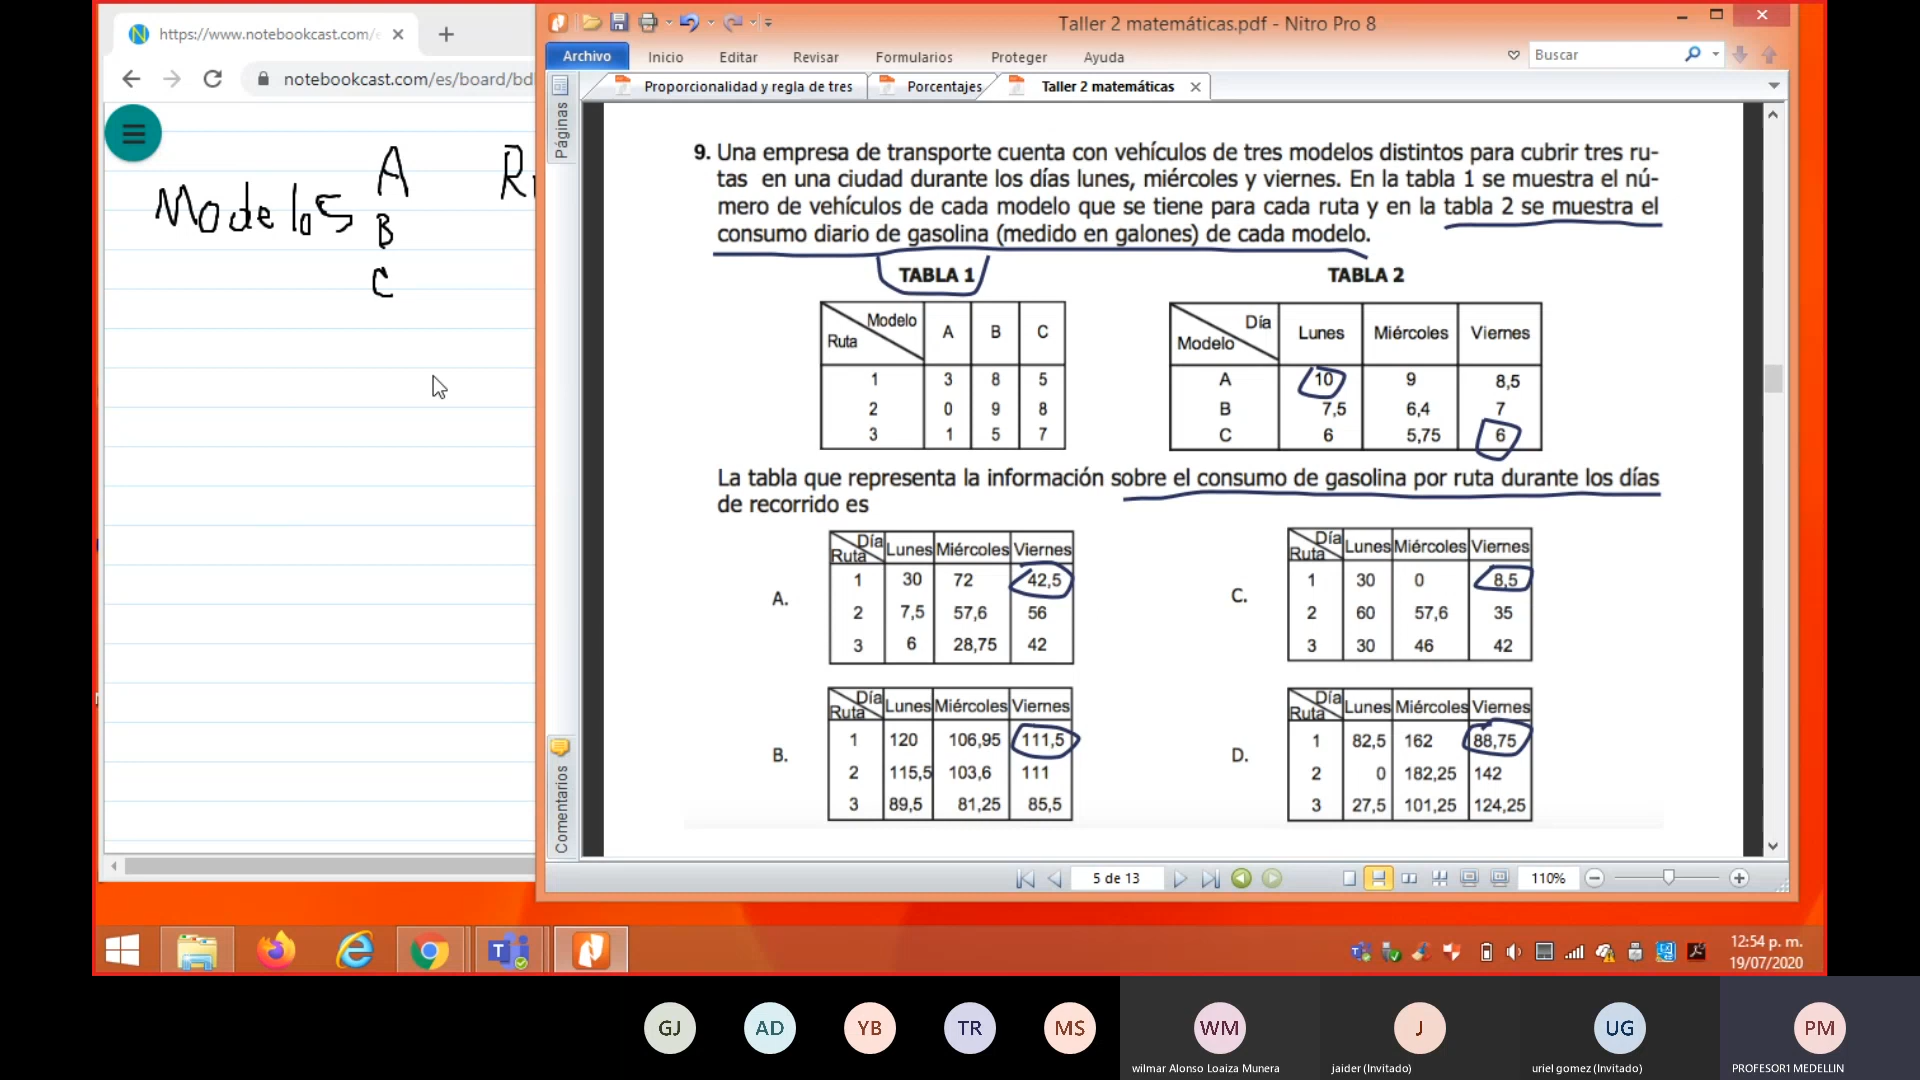 https://www.notebookcast.com/e
notebookcast.com/es/board/bd
Modelos A
B
C
Taller 2 matemáticas.pdf - Nitro Pro 8
Archivo Inicio Editar Revisar Formularios Proteger Ayuda Buscar
Proporcionalidad y regla de tres Porcentajes Taller 2 matemáticas
Páginas
Comentarios
9. Una empresa de transporte cuenta con vehículos de tres modelos distintos para cubrir tres ru-
tas en una ciudad durante los días lunes, miércoles y viernes. En la tabla 1 se muestra el nú-
mero de vehículos de cada modelo que se tiene para cada ruta y en la tabla 2 se muestra el
consumo diario de gasolina (medido en galones) de cada modelo.
TABLA 1
Modelo
Ruta A B C
1 3 8 5
2 0 9 8
3 1 5 7
TABLA 2
Día
Modelo Lunes Miércoles Viernes
A 10 9 8,5
B 7,5 6,4 7
C 6 5,75 6
La tabla que representa la información sobre el consumo de gasolina por ruta durante los días
de recorrido es
A.
Día
Ruta Lunes Miércoles Viernes
1 30 72 42,5
2 7,5 57,6 56
3 6 28,75 42
C.
Día
Ruta Lunes Miércoles Viernes
1 30 0 8,5
2 60 57,6 35
3 30 46 42
B.
Día
Ruta Lunes Miércoles Viernes
1 120 106,95 111,5
2 115,5 103,6 111
3 89,5 81,25 85,5
D.
Día
Ruta Lunes Miércoles Viernes
1 82,5 162 88,75
2 0 182,25 142
3 27,5 101,25 124,25
5 de 13 110%
12:54 p. m.
19/07/2020
GJ AD YB TR MS WM J UG PM
wilmar Alonso Loaiza Munera jaider (Invitado) uriel gomez (Invitado) PROFESOR1 MEDELLIN